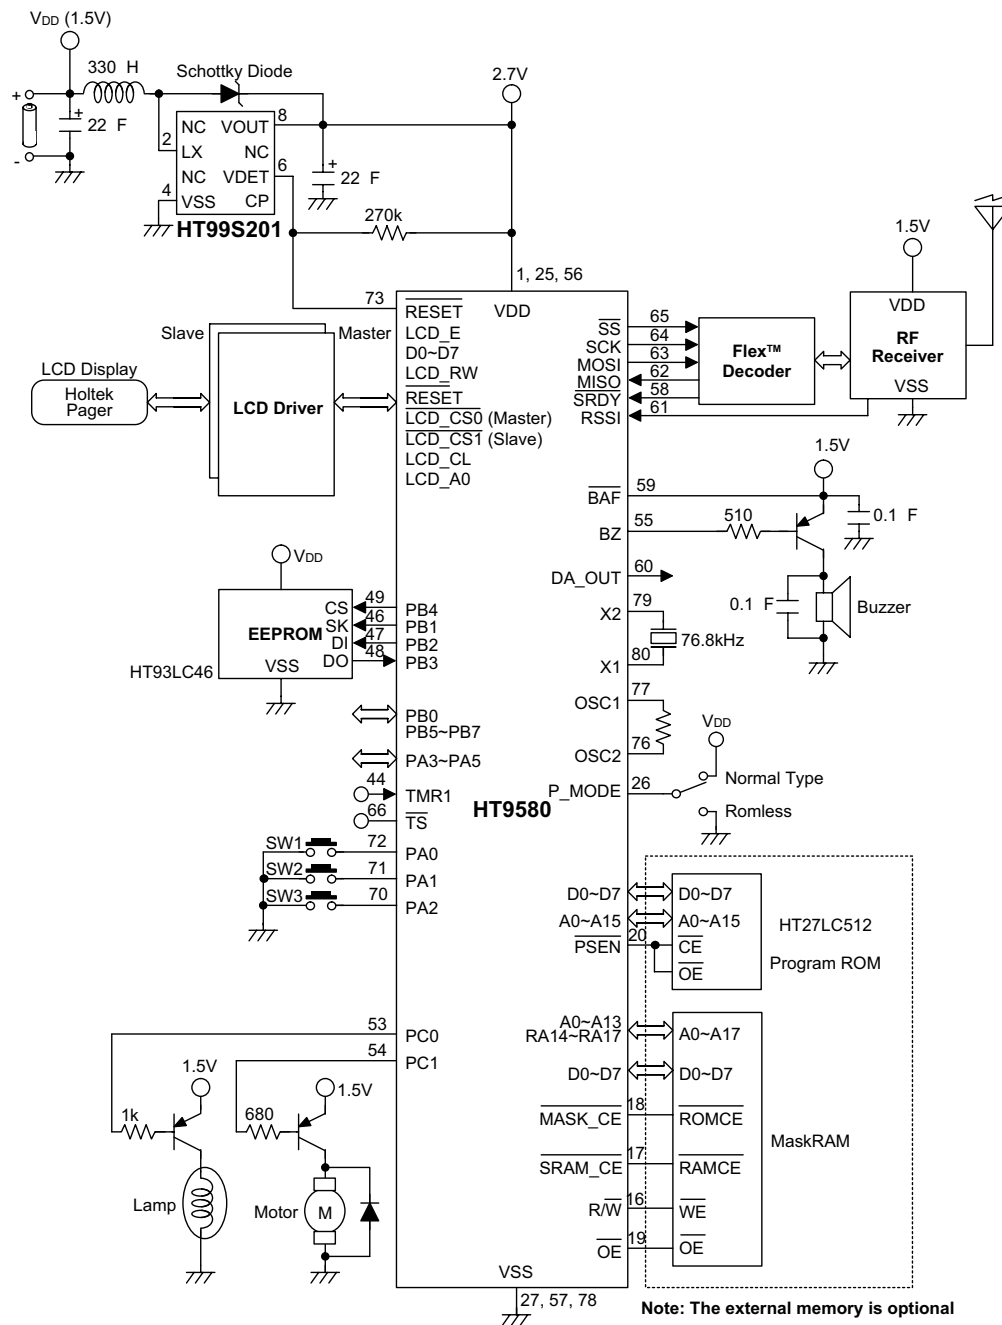 VDD (1.5V)
330 H
Schottky Diode
2.7V
+
-
+
22 F
NC VOUT 8
2 LX NC
NC VDET 6
4 VSS CP
+
22 F
HT99S201
270k
1, 25, 56
VDD
73 RESET
LCD_E
D0~D7
LCD_RW
RESET
LCD_CS0 (Master)
LCD_CS1 (Slave)
LCD_CL
LCD_A0
Slave
Master
LCD Driver
LCD Display
Holtek
Pager
SS 65
SCK 64
MOSI 63
MISO 62
SRDY 58
RSSI 61
Flex™
Decoder
1.5V
VDD
RF
Receiver
VSS
1.5V
BAF 59
0.1 F
BZ 55
510
DA_OUT 60
0.1 F
Buzzer
X2 79
76.8kHz
X1 80
OSC1 77
OSC2 76
VDD
P_MODE 26
Normal Type
Romless
VDD
EEPROM
CS 49 PB4
SK 46 PB1
DI 47 PB2
DO 48 PB3
VSS
HT93LC46
PB0
PB5~PB7
PA3~PA5
44 TMR1
66 TS
HT9580
SW1 72 PA0
SW2 71 PA1
SW3 70 PA2
D0~D7 D0~D7
A0~A15 A0~A15
PSEN 20 CE
OE
HT27LC512
Program ROM
53 PC0
54 PC1
1.5V
1k
Lamp
1.5V
680
Motor
M
A0~A13
RA14~RA17 A0~A17
D0~D7 D0~D7
MASK_CE 18 ROMCE
SRAM_CE 17 RAMCE
R/W 16 WE
OE 19 OE
MaskRAM
VSS
27, 57, 78
Note: The external memory is optional